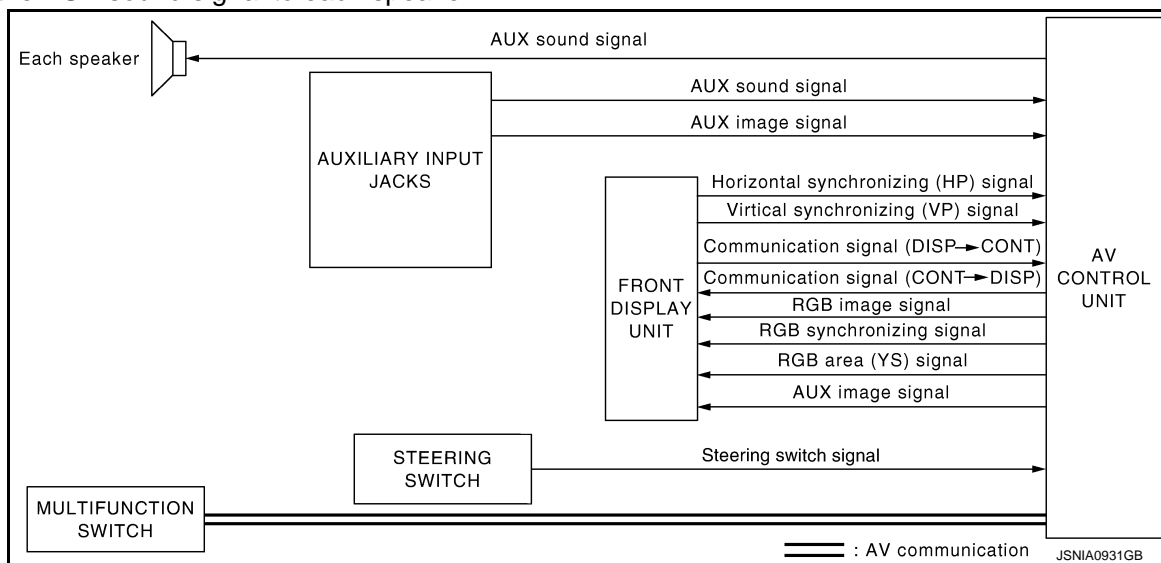 AUX sound signal
Each speaker
AUX sound signal
AUX image signal
AUXILIARY INPUT
JACKS
Horizontal synchronizing (HP) signal
Virtical synchronizing (VP) signal
Communication signal (DISP→CONT)
Communication signal (CONT→DISP)
RGB image signal
RGB synchronizing signal
RGB area (YS) signal
AUX image signal
FRONT
DISPLAY
UNIT
AV
CONTROL
UNIT
STEERING
SWITCH
Steering switch signal
MULTIFUNCTION
SWITCH
: AV communication
JSNIA0931GB